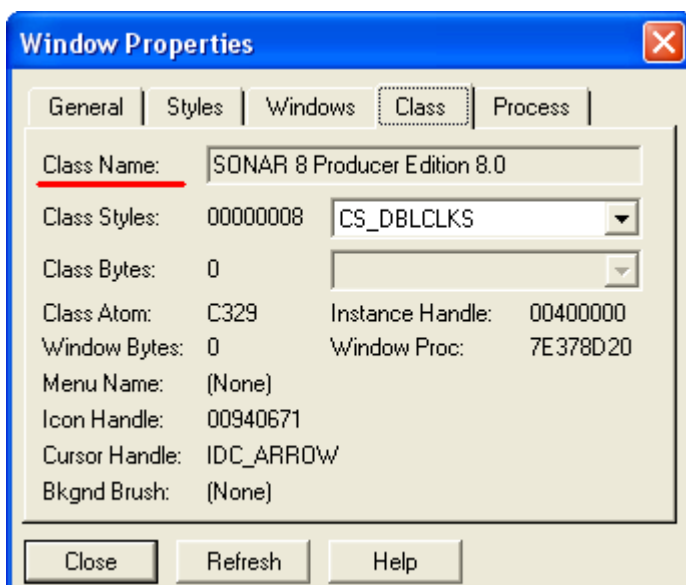 Window Properties
General Styles Windows Class Process
Class Name: SONAR 8 Producer Edition 8.0
Class Styles: 00000008 CS_DBLCLKS
Class Bytes: 0
Class Atom: C329 Instance Handle: 00400000
Window Bytes: 0 Window Proc: 7E378D20
Menu Name: (None)
Icon Handle: 00940671
Cursor Handle: IDC_ARROW
Bkgnd Brush: (None)
Close Refresh Help